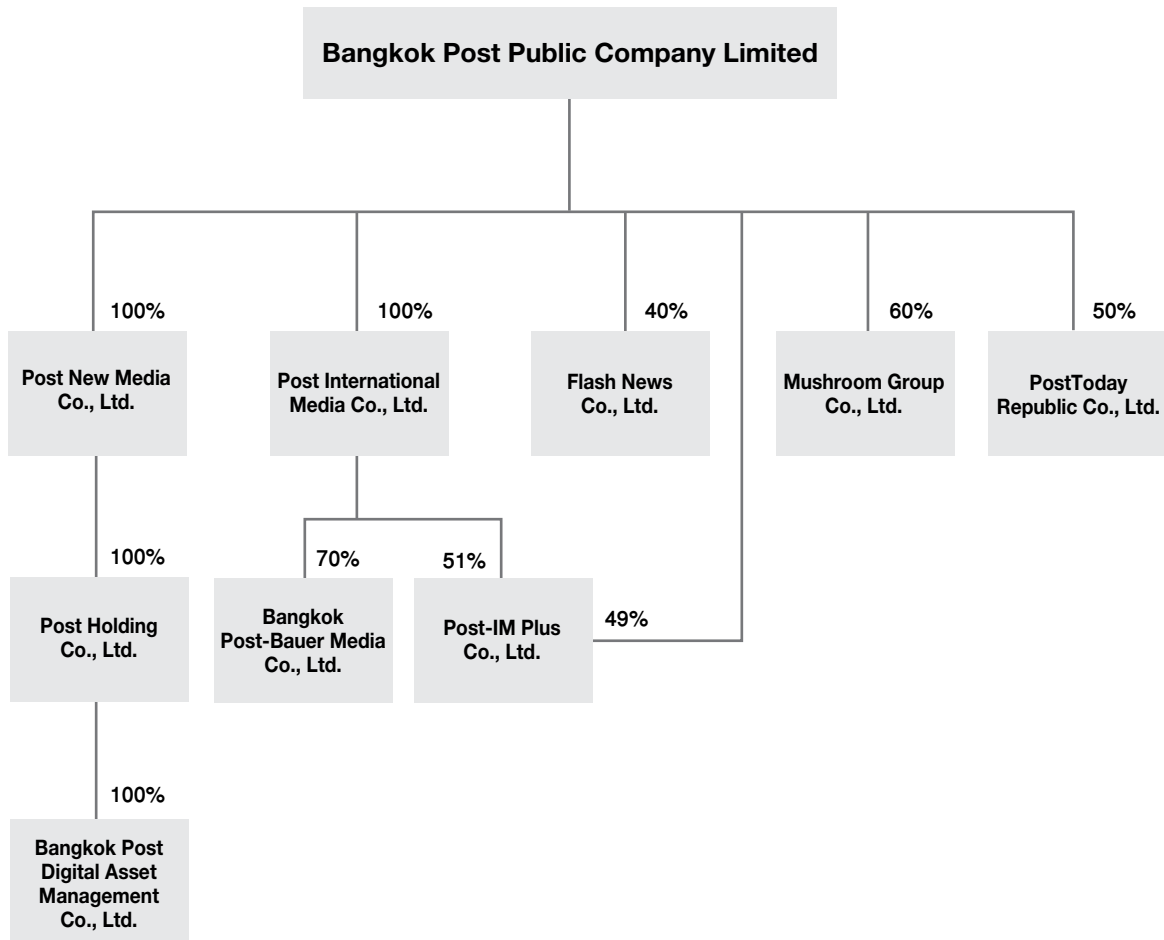 Bangkok Post Public Company Limited
100%
100%
40%
60%
50%
Post New Media
Co., Ltd.
Post International
Media Co., Ltd.
Flash News
Co., Ltd.
Mushroom Group
Co., Ltd.
PostToday
Republic Co., Ltd.
100%
70%
51%
49%
Post Holding
Co., Ltd.
Bangkok
Post-Bauer Media
Co., Ltd.
Post-IM Plus
Co., Ltd.
100%
Bangkok Post
Digital Asset
Management
Co., Ltd.